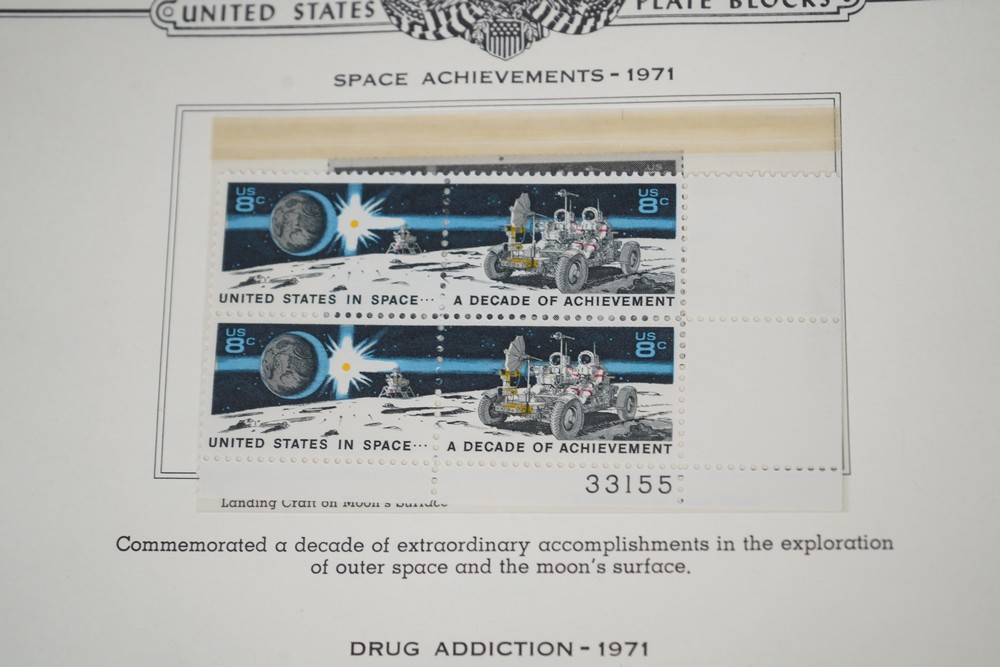 UNITED STATES PLATE BLOCKS
SPACE ACHIEVEMENTS - 1971
US
US 8c US 8c
UNITED STATES IN SPACE... A DECADE OF ACHIEVEMENT
US 8c US 8c
UNITED STATES IN SPACE... A DECADE OF ACHIEVEMENT
33155
Landing Craft on Moon's Surface
Commemorated a decade of extraordinary accomplishments in the exploration
of outer space and the moon's surface.
DRUG ADDICTION - 1971